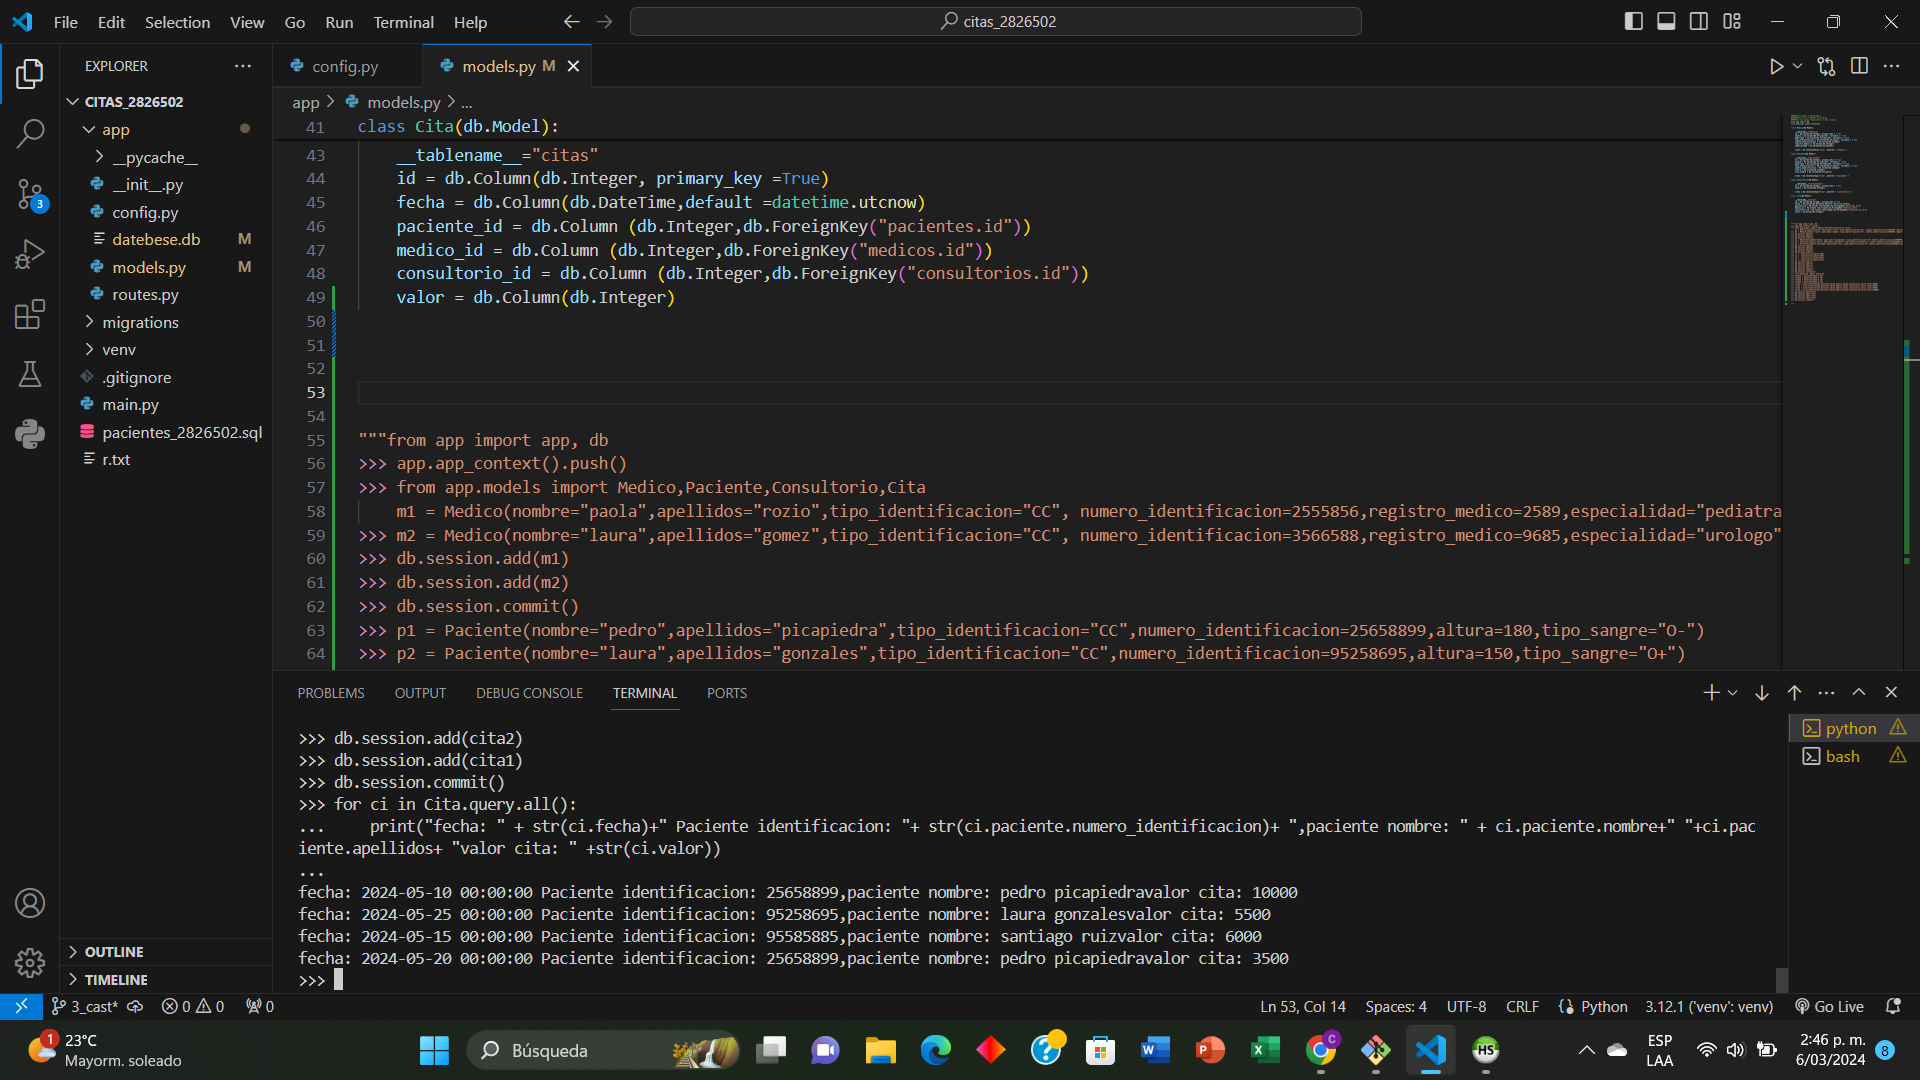 File Edit Selection View Go Run Terminal Help
citas_2826502
EXPLORER
CITAS_2826502
app
__pycache__
__init__.py
config.py
datebese.db M
models.py M
routes.py
migrations
venv
.gitignore
main.py
pacientes_2826502.sql
r.txt
OUTLINE
TIMELINE
3
config.py
models.py M
app > models.py > ...
41 class Cita(db.Model):
43 __tablename__="citas"
44 id = db.Column(db.Integer, primary_key =True)
45 fecha = db.Column(db.DateTime,default =datetime.utcnow)
46 paciente_id = db.Column (db.Integer,db.ForeignKey("pacientes.id"))
47 medico_id = db.Column (db.Integer,db.ForeignKey("medicos.id"))
48 consultorio_id = db.Column (db.Integer,db.ForeignKey("consultorios.id"))
49 valor = db.Column(db.Integer)
50
51
52
53
54
55 """from app import app, db
56 >>> app.app_context().push()
57 >>> from app.models import Medico,Paciente,Consultorio,Cita
58 m1 = Medico(nombre="paola",apellidos="rozio",tipo_identificacion="CC", numero_identificacion=2555856,registro_medico=2589,especialidad="pediatra
59 >>> m2 = Medico(nombre="laura",apellidos="gomez",tipo_identificacion="CC", numero_identificacion=3566588,registro_medico=9685,especialidad="urologo"
60 >>> db.session.add(m1)
61 >>> db.session.add(m2)
62 >>> db.session.commit()
63 >>> p1 = Paciente(nombre="pedro",apellidos="picapiedra",tipo_identificacion="CC",numero_identificacion=25658899,altura=180,tipo_sangre="O-")
64 >>> p2 = Paciente(nombre="laura",apellidos="gonzales",tipo_identificacion="CC",numero_identificacion=95258695,altura=150,tipo_sangre="O+")
PROBLEMS OUTPUT DEBUG CONSOLE TERMINAL PORTS
python
bash
>>> db.session.add(cita2)
>>> db.session.add(cita1)
>>> db.session.commit()
>>> for ci in Cita.query.all():
... print("fecha: " + str(ci.fecha)+" Paciente identificacion: "+ str(ci.paciente.numero_identificacion)+ ",paciente nombre: " + ci.paciente.nombre+" "+ci.pac
iente.apellidos+ "valor cita: " +str(ci.valor))
...
fecha: 2024-05-10 00:00:00 Paciente identificacion: 25658899,paciente nombre: pedro picapiedravalor cita: 10000
fecha: 2024-05-25 00:00:00 Paciente identificacion: 95258695,paciente nombre: laura gonzalesvalor cita: 5500
fecha: 2024-05-15 00:00:00 Paciente identificacion: 95585885,paciente nombre: santiago ruizvalor cita: 6000
fecha: 2024-05-20 00:00:00 Paciente identificacion: 25658899,paciente nombre: pedro picapiedravalor cita: 3500
>>>
3_cast* 0 0 0 Ln 53, Col 14 Spaces: 4 UTF-8 CRLF Python 3.12.1 ('venv': venv) Go Live
1
23°C
Mayorm. soleado
Búsqueda
C
HS
ESP
LAA
2:46 p. m.
6/03/2024
8